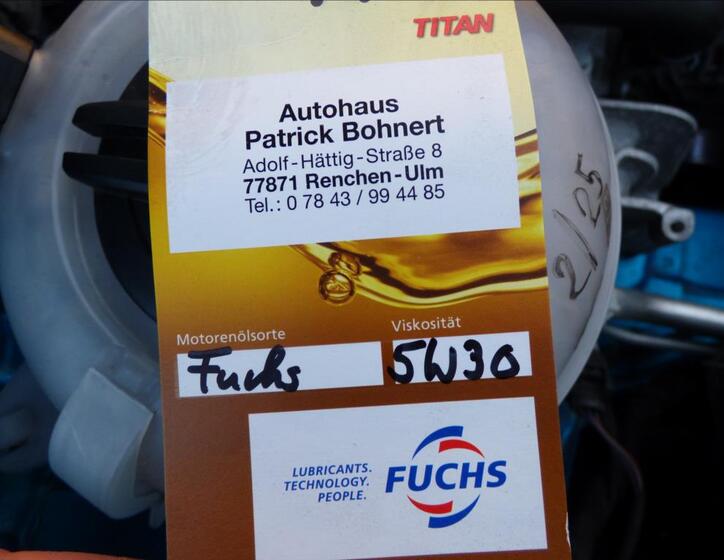 TITAN
Autohaus
Patrick Bohnert
Adolf-Hättig-Straße 8
77871 Renchen-Ulm
Tel.: 0 78 43 / 99 44 85
2/25
Motorenölsorte
Viskosität
Fuchs
5W30
LUBRICANTS.
TECHNOLOGY.
PEOPLE.
FUCHS